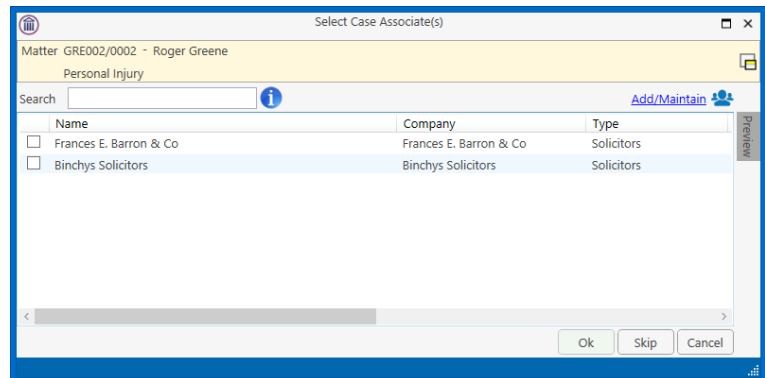 Select Case Associate(s)
Matter GRE002/0002 - Roger Greene
Personal Injury
Search Add/Maintain
Name Company Type
Frances E. Barron & Co Frances E. Barron & Co Solicitors
Binchys Solicitors Binchys Solicitors Solicitors
Preview
Ok Skip Cancel